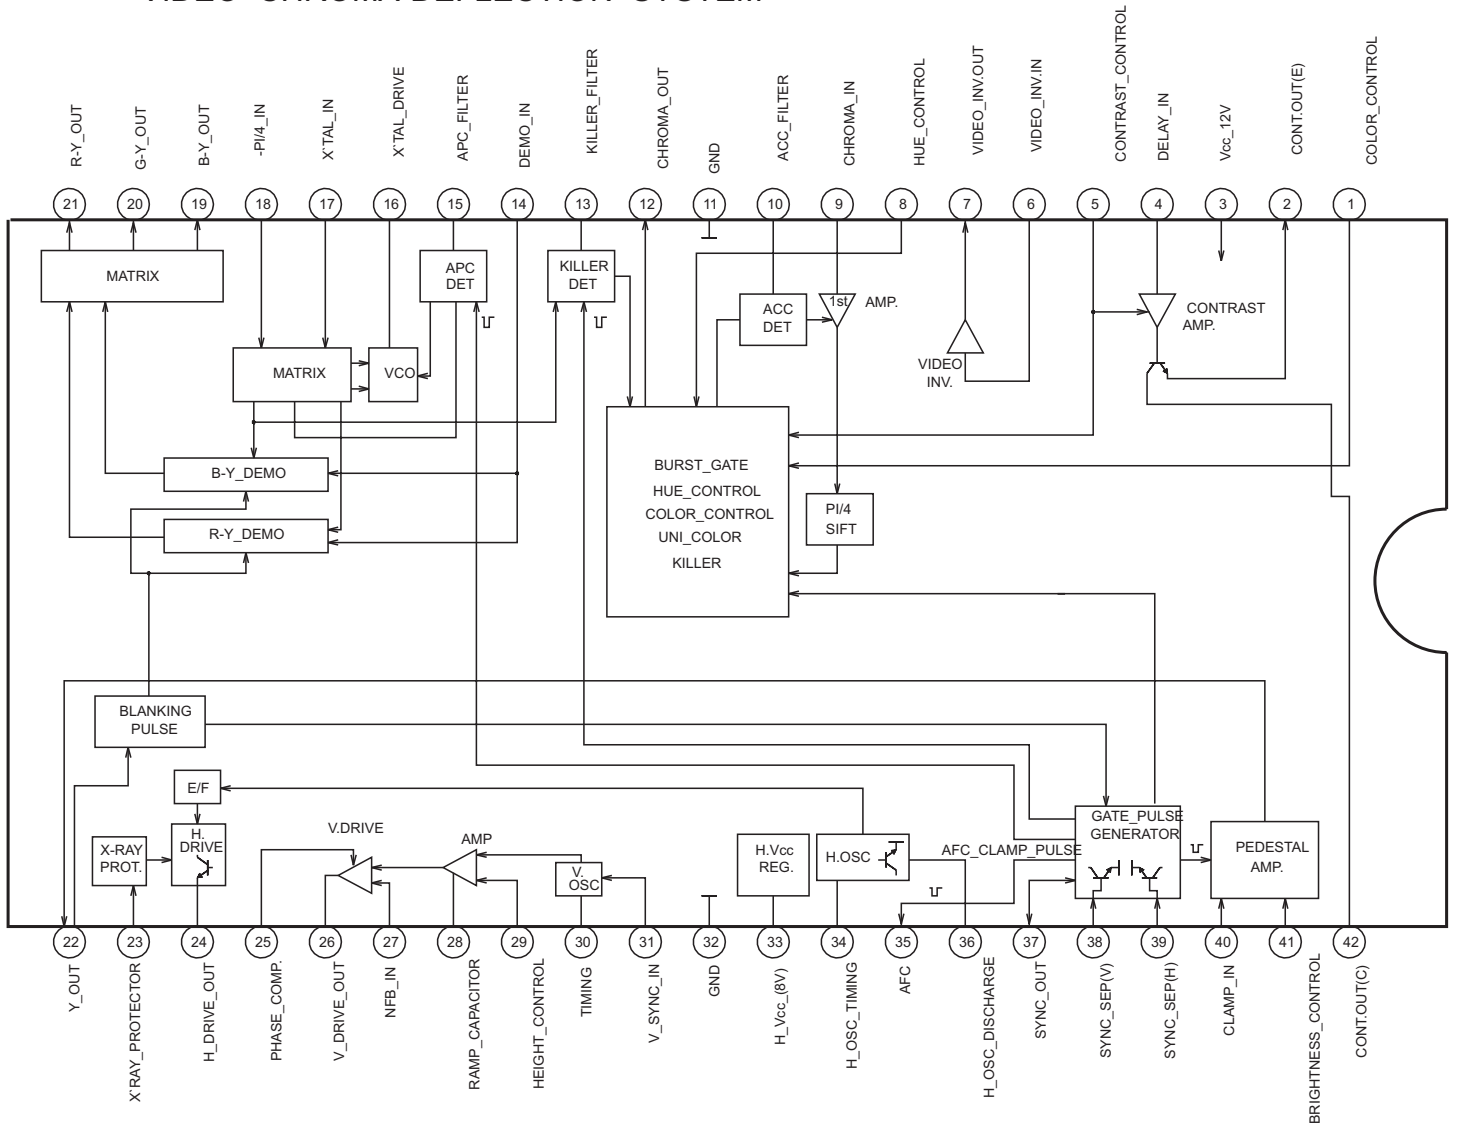 VIDEO CHROMA DEFLECTION SYSTEM
R-Y_OUT
G-Y_OUT
B-Y_OUT
-PI/4_IN
X`TAL_IN
X`TAL_DRIVE
APC_FILTER
DEMO_IN
KILLER_FILTER
CHROMA_OUT
GND
ACC_FILTER
CHROMA_IN
HUE_CONTROL
VIDEO_INV.OUT
VIDEO_INV.IN
CONTRAST_CONTROL
DELAY_IN
Vcc_12V
CONT.OUT(E)
COLOR_CONTROL
21
20
19
18
17
16
15
14
13
12
11
10
9
8
7
6
5
4
3
2
1
MATRIX
APC
DET
KILLER
DET
ACC
DET
1st
AMP.
CONTRAST
AMP.
VIDEO
INV.
MATRIX
VCO
B-Y_DEMO
R-Y_DEMO
BURST_GATE
HUE_CONTROL
COLOR_CONTROL
UNI_COLOR
KILLER
PI/4
SIFT
BLANKING
PULSE
E/F
X-RAY
PROT.
H.
DRIVE
V.DRIVE
AMP
V.
OSC
H.Vcc
REG.
H.OSC
AFC_CLAMP_PULSE
GATE_PULSE
GENERATOR
PEDESTAL
AMP.
22
23
24
25
26
27
28
29
30
31
32
33
34
35
36
37
38
39
40
41
42
Y_OUT
X`RAY_PROTECTOR
H_DRIVE_OUT
PHASE_COMP.
V_DRIVE_OUT
NFB_IN
RAMP_CAPACITOR
HEIGHT_CONTROL
TIMING
V_SYNC_IN
GND
H_Vcc_(8V)
H_OSC_TIMING
AFC
H_OSC_DISCHARGE
SYNC_OUT
SYNC_SEP(V)
SYNC_SEP(H)
CLAMP_IN
BRIGHTNESS_CONTROL
CONT.OUT(C)